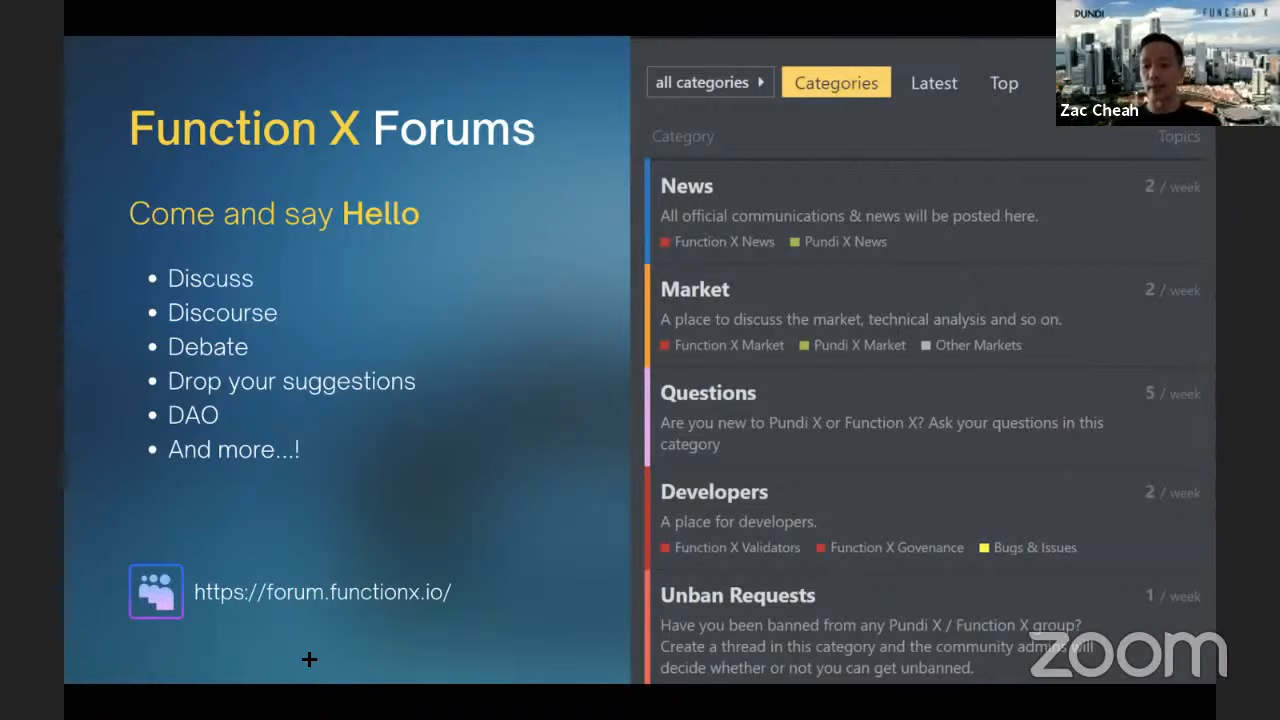 Function X Forums
Come and say Hello
• Discuss
• Discourse
• Debate
• Drop your suggestions
• DAO
• And more...!
https://forum.functionx.io/
all categories
Categories
Latest
Top
Category
Topics
News
2 / week
All official communications & news will be posted here.
Function X News
Pundi X News
Market
2 / week
A place to discuss the market, technical analysis and so on.
Function X Market
Pundi X Market
Other Markets
Questions
5 / week
Are you new to Pundi X or Function X? Ask your questions in this
category
Developers
2 / week
A place for developers.
Function X Validators
Function X Govenance
Bugs & Issues
Unban Requests
1 / week
Have you been banned from any Pundi X / Function X group?
Create a thread in this category and the community admins will
decide whether or not you can get unbanned.
PUNDI
FUNCTION X
Zac Cheah
zoom